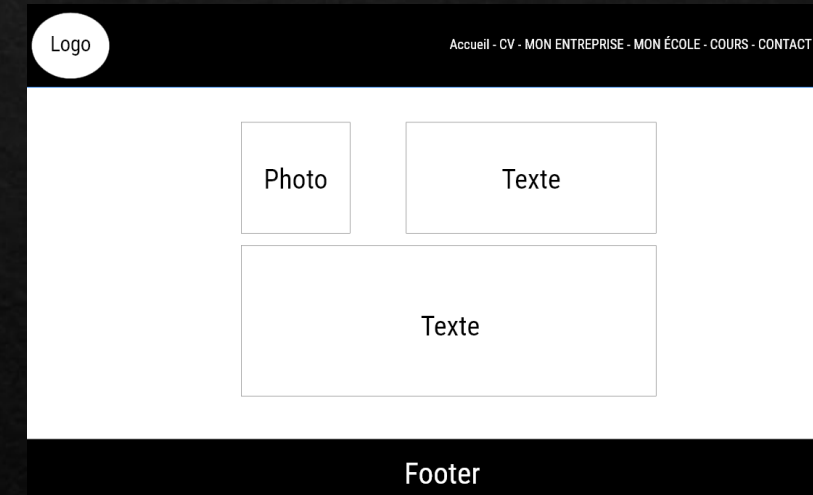 Logo
Accueil - CV - MON ENTREPRISE - MON ÉCOLE - COURS - CONTACT
Photo
Texte
Texte
Footer